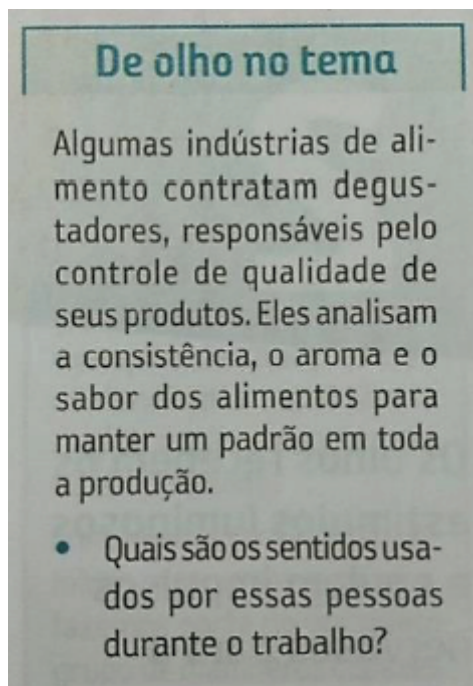 De olho no tema
Algumas indústrias de ali-
mento contratam degus-
tadores, responsáveis pelo
controle de qualidade de
seus produtos. Eles analisam
a consistência, o aroma e o
sabor dos alimentos para
manter um padrão em toda
a produção.
• Quais são os sentidos usa-
dos por essas pessoas
durante o trabalho?